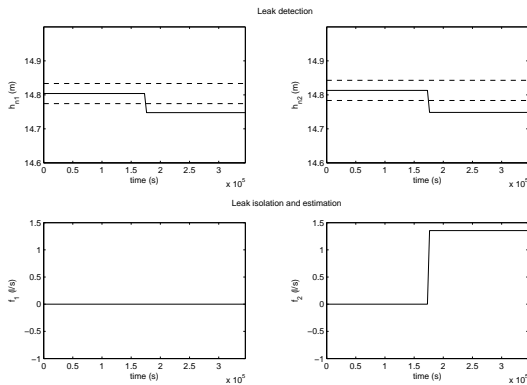 Leak detection
14.9
14.8
14.7
14.6
h_n1 (m)
0 0.5 1 1.5 2 2.5 3
time (s)
x 10^5
14.9
14.8
14.7
14.6
h_n2 (m)
0 0.5 1 1.5 2 2.5 3
time (s)
x 10^5
Leak isolation and estimation
1.5
1
0.5
0
−0.5
−1
f_1 (l/s)
0 0.5 1 1.5 2 2.5 3
time (s)
x 10^5
1.5
1
0.5
0
−0.5
−1
f_2 (l/s)
0 0.5 1 1.5 2 2.5 3
time (s)
x 10^5